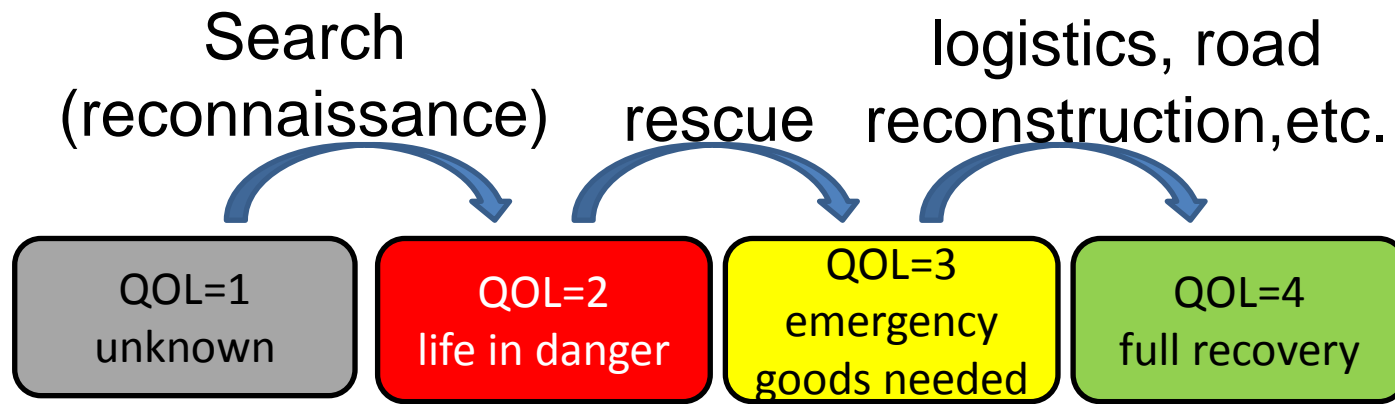 Search
(reconnaissance)
rescue
logistics, road
reconstruction,etc.
QOL=1
unknown
QOL=2
life in danger
QOL=3
emergency
goods needed
QOL=4
full recovery